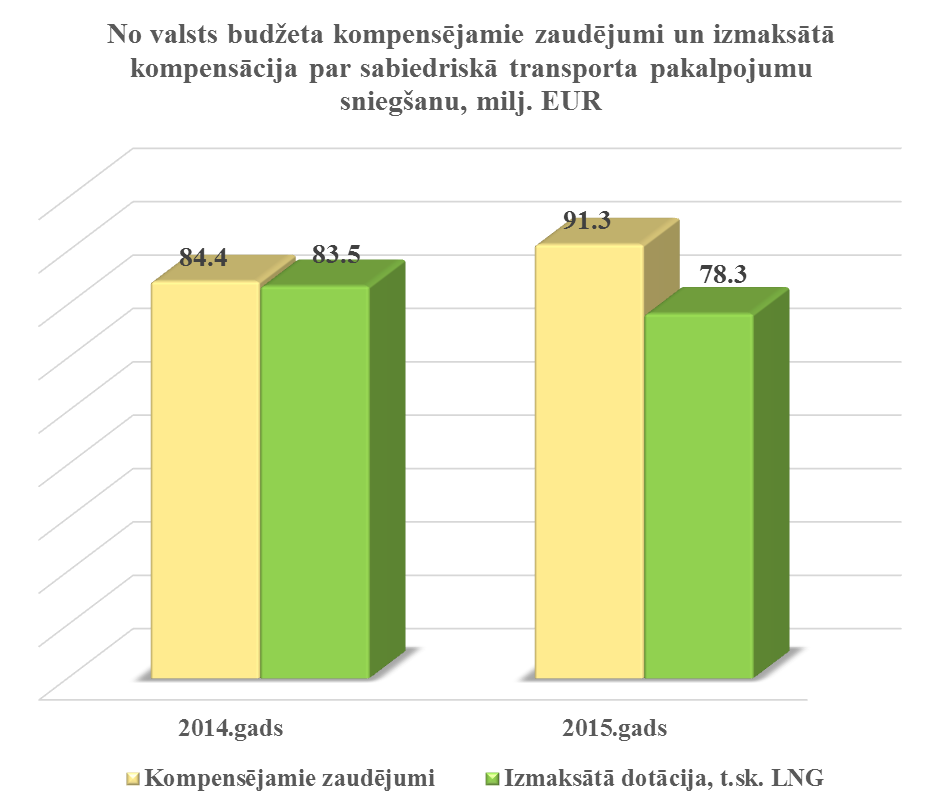 No valsts budžeta kompensējamie zaudējumi un izmaksātā
kompensācija par sabiedriskā transporta pakalpojumu
sniegšanu, milj. EUR
84.4
83.5
91.3
78.3
2014.gads
2015.gads
Kompensējamie zaudējumi
Izmaksātā dotācija, t.sk. LNG